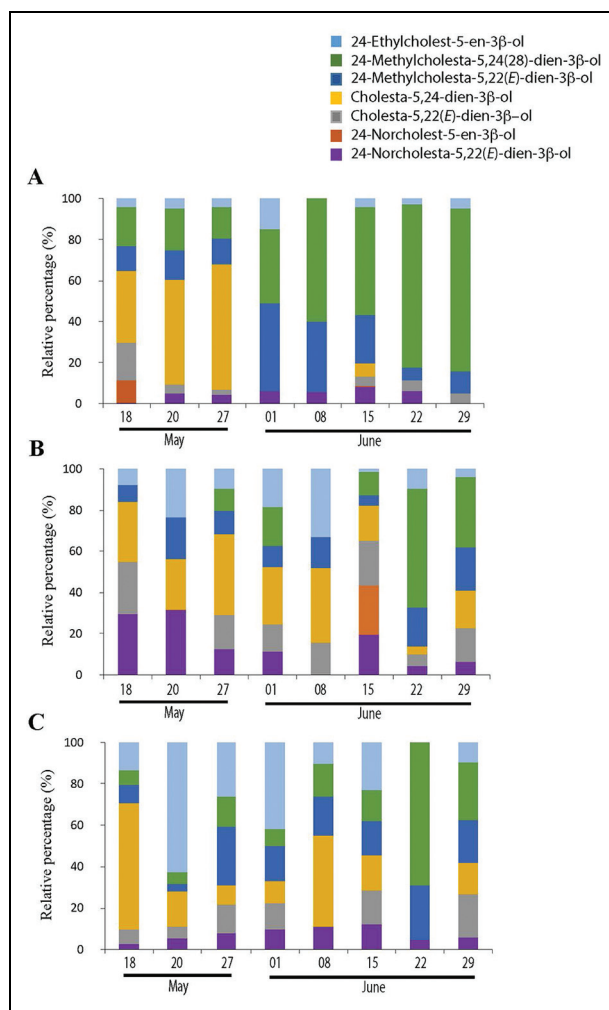 24-Ethylcholest-5-en-3β-ol
24-Methylcholesta-5,24(28)-dien-3β-ol
24-Methylcholesta-5,22(E)-dien-3β-ol
Cholesta-5,24-dien-3β-ol
Cholesta-5,22(E)-dien-3β–ol
24-Norcholest-5-en-3β-ol
24-Norcholesta-5,22(E)-dien-3β-ol
A
Relative percentage (%)
100
80
60
40
20
0
18 20 27 01 08 15 22 29
May June
B
Relative percentage (%)
100
80
60
40
20
0
18 20 27 01 08 15 22 29
May June
C
Relative percentage (%)
100
80
60
40
20
0
18 20 27 01 08 15 22 29
May June